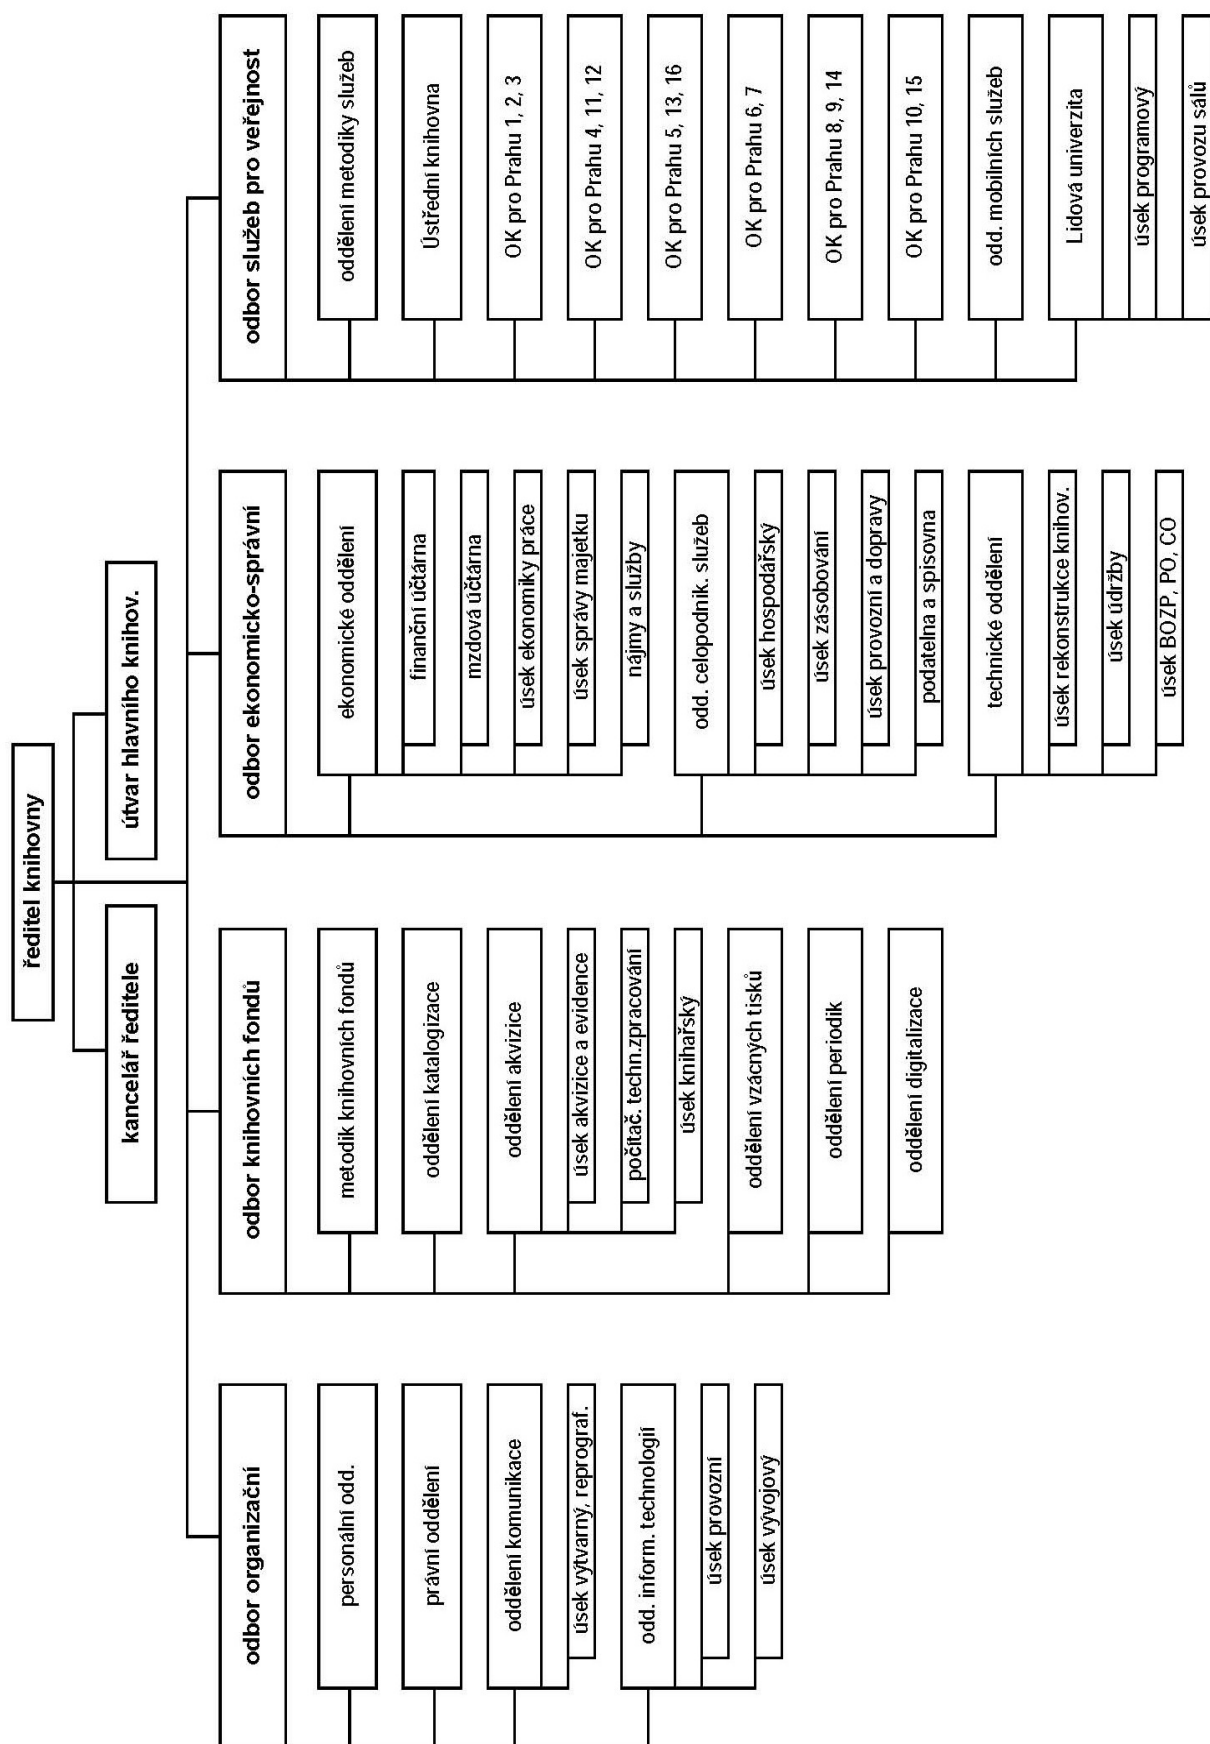 ředitel knihovny
kancelář ředitele
útvar hlavního knihov.
odbor organizační
personální odd.
právní oddělení
oddělení komunikace
úsek výtvarný, reprograf.
odd. inform. technologií
úsek provozní
úsek vývojový
odbor knihovních fondů
metodik knihovních fondů
oddělení katalogizace
oddělení akvizice
úsek akvizice a evidence
počítač. techn.zpracování
úsek knihařský
oddělení vzácných tisků
oddělení periodik
oddělení digitalizace
odbor ekonomicko-správní
ekonomické oddělení
finanční účtárna
mzdová účtárna
úsek ekonomiky práce
úsek správy majetku
nájmy a služby
odd. celopodnik. služeb
úsek hospodářský
úsek zásobování
úsek provozní a dopravy
podatelna a spisovna
technické oddělení
úsek rekonstrukce knihov.
úsek údržby
úsek BOZP, PO, CO
odbor služeb pro veřejnost
oddělení metodiky služeb
Ústřední knihovna
OK pro Prahu 1, 2, 3
OK pro Prahu 4, 11, 12
OK pro Prahu 5, 13, 16
OK pro Prahu 6, 7
OK pro Prahu 8, 9, 14
OK pro Prahu 10, 15
odd. mobilních služeb
Lidová univerzita
úsek programový
úsek provozu sálů